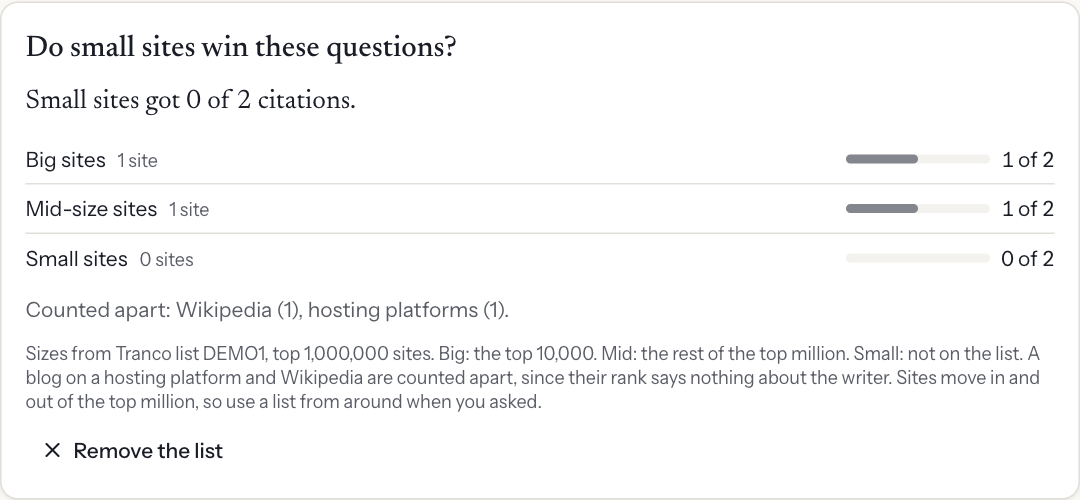 Do small sites win these questions?
Small sites got 0 of 2 citations.
Big sites 1 site 1 of 2
Mid-size sites 1 site 1 of 2
Small sites 0 sites 0 of 2
Counted apart: Wikipedia (1), hosting platforms (1).
Sizes from Tranco list DEMO1, top 1,000,000 sites. Big: the top 10,000. Mid: the rest of the top million. Small: not on the list. A
blog on a hosting platform and Wikipedia are counted apart, since their rank says nothing about the writer. Sites move in and
out of the top million, so use a list from around when you asked.
Remove the list